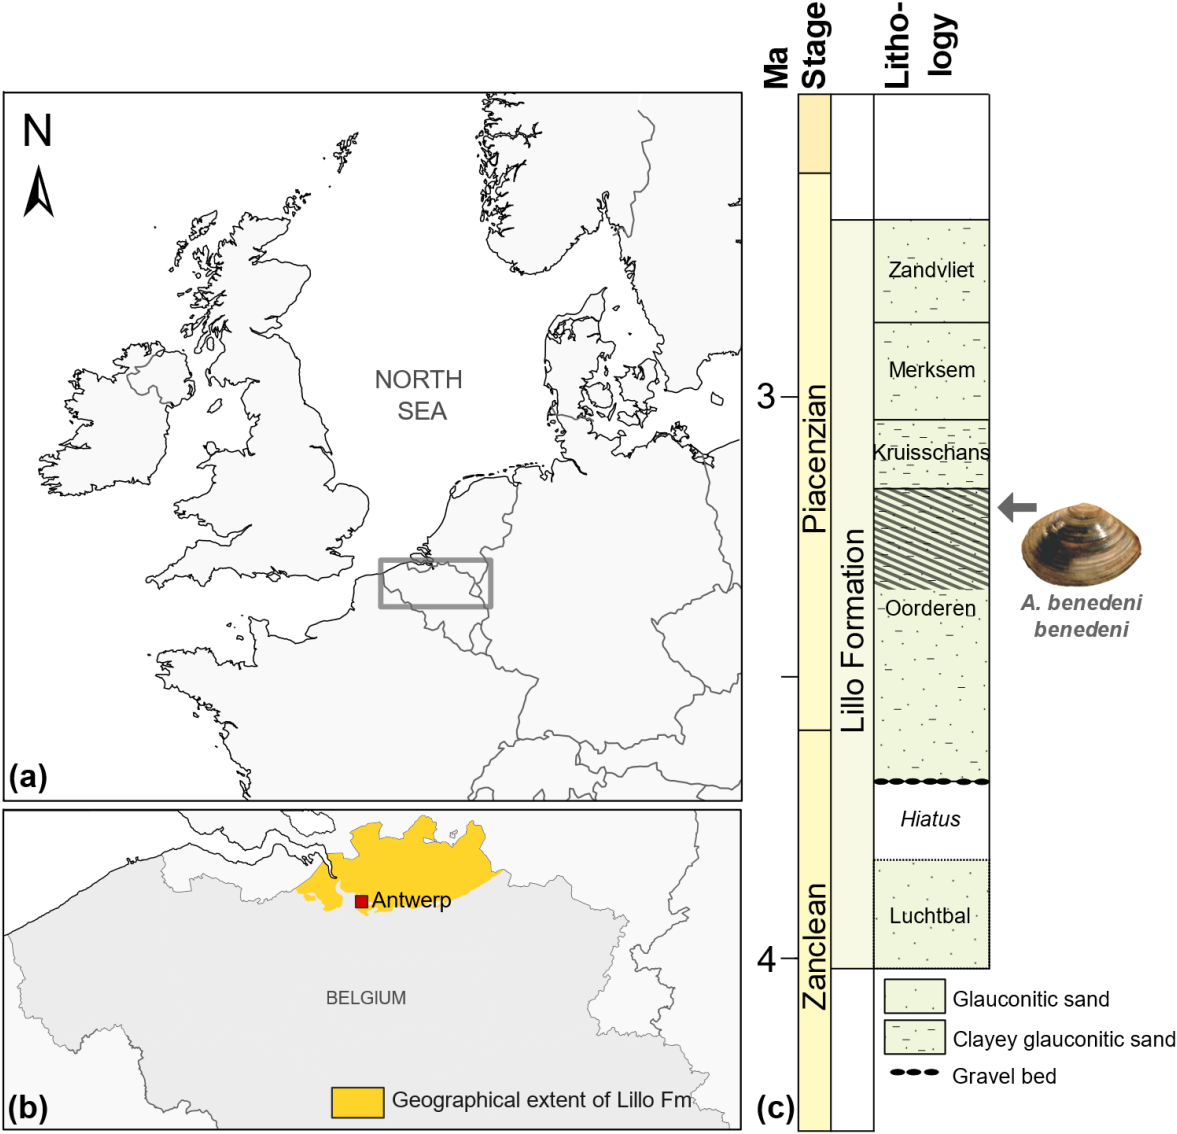 N
NORTH
SEA
(a)
Antwerp
BELGIUM
Geographical extent of Lillo Fm
(b)
Ma
Stage
Litho-
logy
3
4
Piacenzian
Zanclean
Lillo Formation
Zandvliet
Merksem
Kruisschans
Oorderen
Hiatus
Luchtbal
A. benedeni
benedeni
Glauconitic sand
Clayey glauconitic sand
Gravel bed
(c)